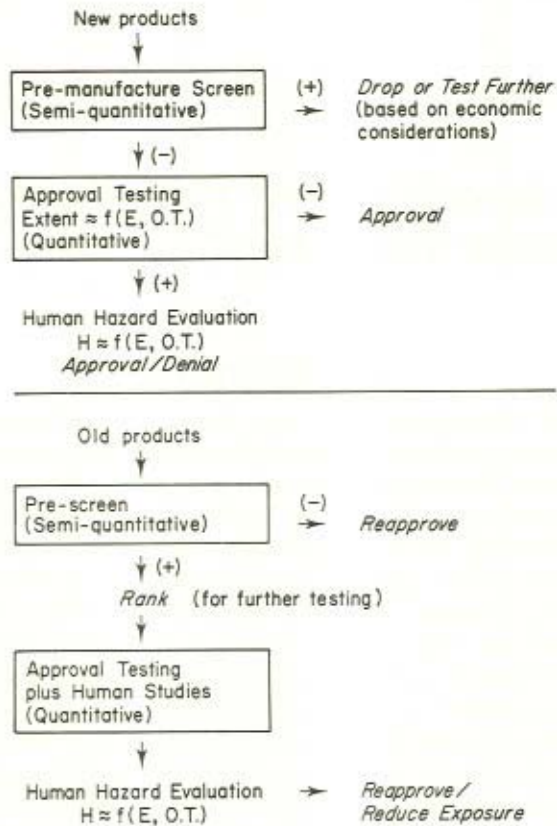 New products
Pre-manufacture Screen
(Semi-quantitative)
(+)
Drop or Test Further
(based on economic
considerations)
(-)
Approval Testing
Extent ≈ f(E, O.T.)
(Quantitative)
(-)
Approval
(+)
Human Hazard Evaluation
H ≈ f(E, O.T.)
Approval/Denial
Old products
Pre-screen
(Semi-quantitative)
(-)
Reapprove
(+)
Rank (for further testing)
Approval Testing
plus Human Studies
(Quantitative)
Human Hazard Evaluation
H ≈ f(E, O.T.)
Reapprove/
Reduce Exposure